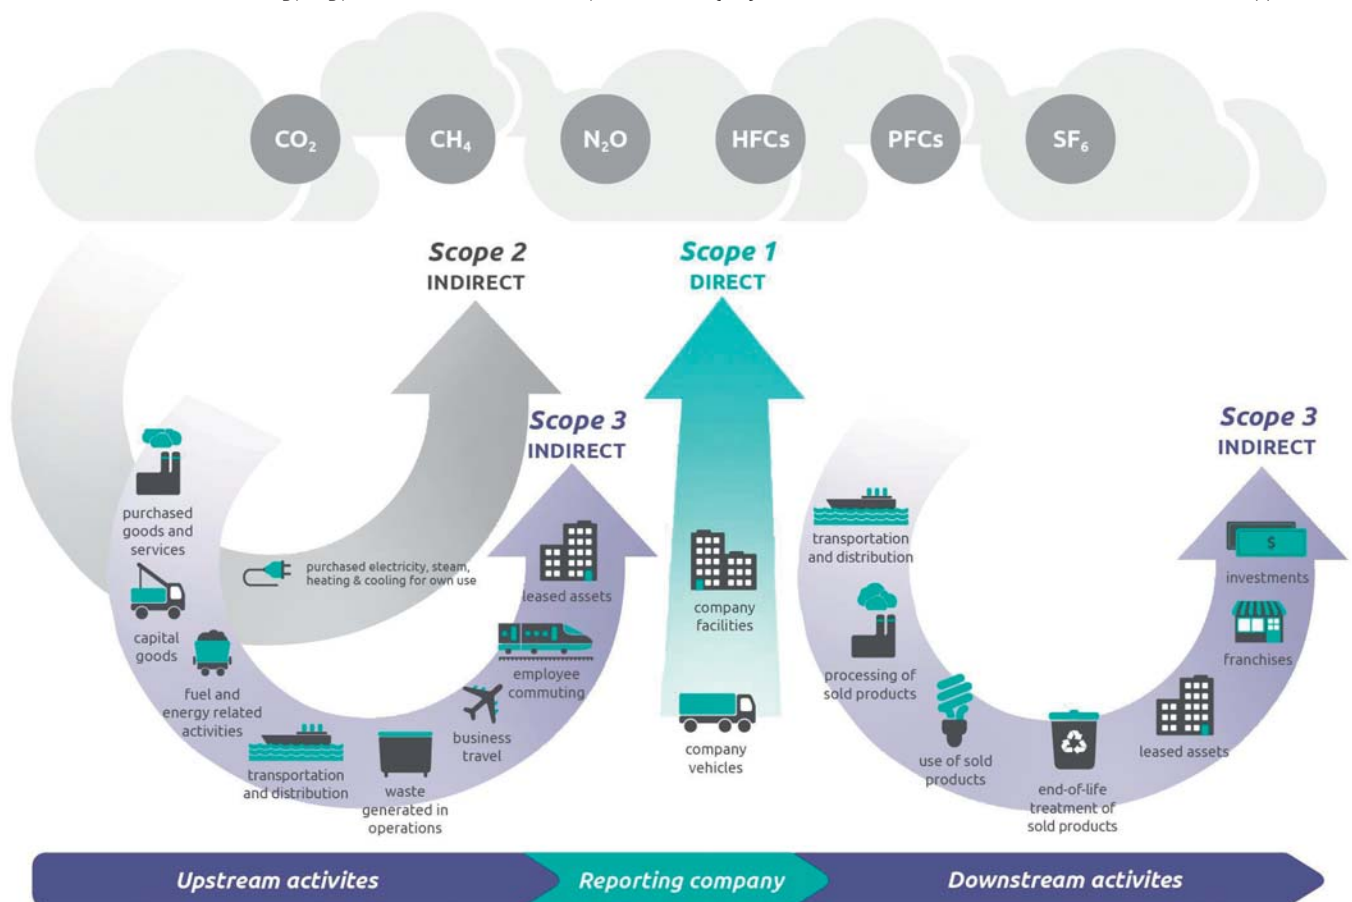 CO₂
CH₄
N₂O
HFCs
PFCs
SF₆
Scope 2
INDIRECT
Scope 1
DIRECT
Scope 3
INDIRECT
Scope 3
INDIRECT
purchased
goods and
services
capital
goods
fuel and
energy related
activities
purchased electricity, steam,
heating & cooling for own use
transportation
and distribution
waste
generated in
operations
business
travel
employee
commuting
leased assets
company
facilities
company
vehicles
transportation
and distribution
processing of
sold products
use of sold
products
end-of-life
treatment of
sold products
leased assets
franchises
$
investments
Upstream activites
Reporting company
Downstream activites